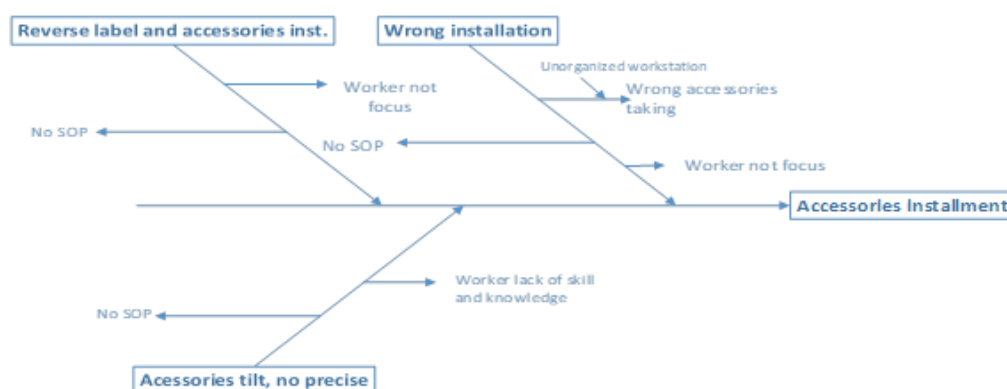 Reverse label and accessories inst.
Wrong installation
Unorganized workstation
Worker not
focus
Wrong accessories
taking
No SOP
No SOP
Worker not focus
Accessories Installment
Worker lack of skill
and knowledge
No SOP
Acessories tilt, no precise